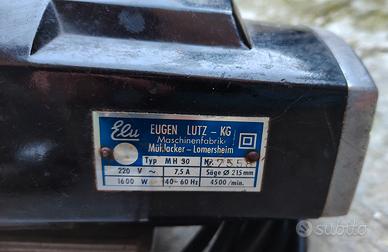 Elu EUGEN LUTZ - KG
Maschinenfabrik
Mühlacker - Lomersheim
Typ MH 30 Nr.
220 V ~ 7,5 A Säge Ø 215 mm
1600 W 40-60 Hz 4500 /min.
subito